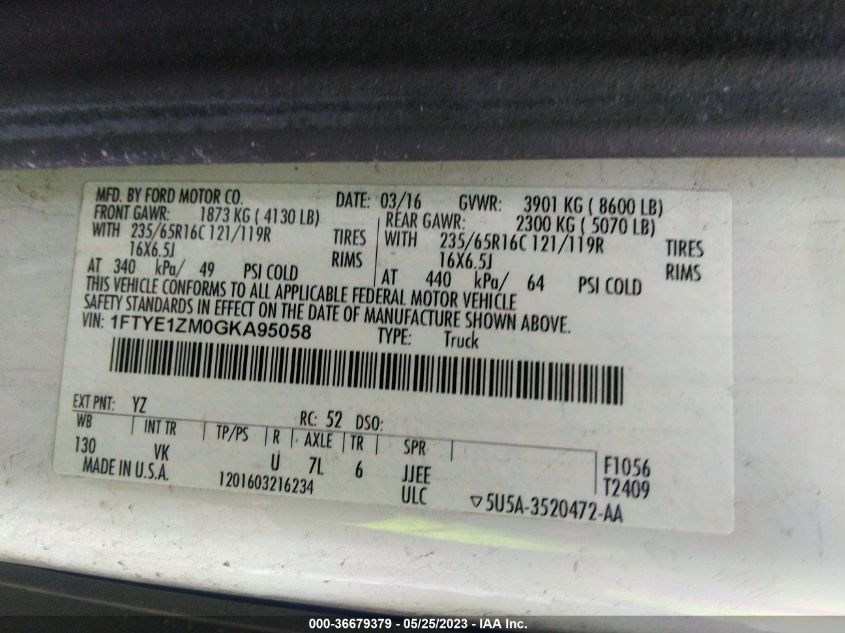 MFD. BY FORD MOTOR CO. DATE: 03/16 GVWR: 3901 KG ( 8600 LB)
FRONT GAWR: 1873 KG ( 4130 LB) REAR GAWR: 2300 KG ( 5070 LB)
WITH 235/65R16C 121/119R TIRES WITH 235/65R16C 121/119R TIRES
16X6.5J RIMS 16X6.5J RIMS
AT 340 kPa/ 49 PSI COLD AT 440 kPa/ 64 PSI COLD
THIS VEHICLE CONFORMS TO ALL APPLICABLE FEDERAL MOTOR VEHICLE
SAFETY STANDARDS IN EFFECT ON THE DATE OF MANUFACTURE SHOWN ABOVE.
VIN: 1FTYE1ZM0GKA95058 TYPE: Truck
EXT PNT: YZ RC: 52 DSO:
WB INT TR TP/PS R AXLE TR SPR
130 VK U 7L 6 JJEE F1056
MADE IN U.S.A. 1201603216234 ULC T2409
▽5U5A-3520472-AA
000-36679379 - 05/25/2023 - IAA Inc.